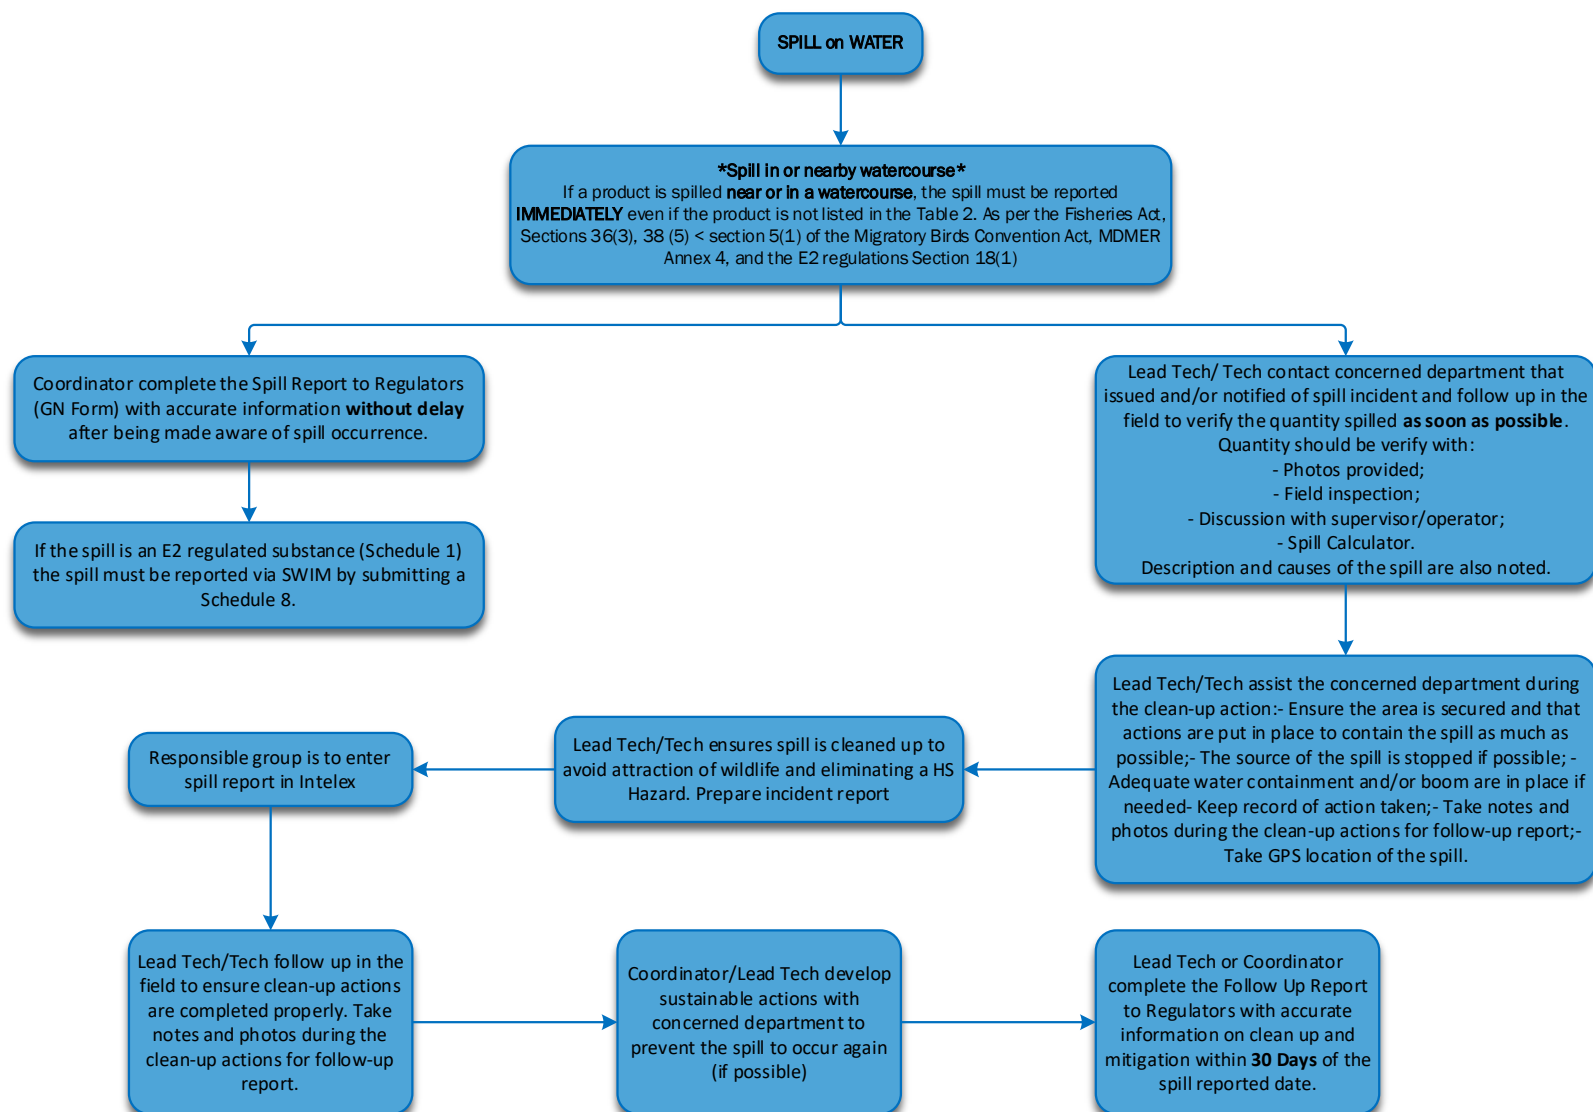 SPILL on WATER
*Spill in or nearby watercourse*
If a product is spilled near or in a watercourse, the spill must be reported
IMMEDIATELY even if the product is not listed in the Table 2. As per the Fisheries Act,
Sections 36(3), 38 (5) < section 5(1) of the Migratory Birds Convention Act, MDMER
Annex 4, and the E2 regulations Section 18(1)
Coordinator complete the Spill Report to Regulators
(GN Form) with accurate information without delay
after being made aware of spill occurrence.
If the spill is an E2 regulated substance (Schedule 1)
the spill must be reported via SWIM by submitting a
Schedule 8.
Lead Tech/ Tech contact concerned department that
issued and/or notified of spill incident and follow up in the
field to verify the quantity spilled as soon as possible.
Quantity should be verify with:
- Photos provided;
- Field inspection;
- Discussion with supervisor/operator;
- Spill Calculator.
Description and causes of the spill are also noted.
Lead Tech/Tech assist the concerned department during
the clean-up action:- Ensure the area is secured and that
actions are put in place to contain the spill as much as
possible;- The source of the spill is stopped if possible; -
Adequate water containment and/or boom are in place if
needed- Keep record of action taken;- Take notes and
photos during the clean-up actions for follow-up report;-
Take GPS location of the spill.
Lead Tech/Tech ensures spill is cleaned up to
avoid attraction of wildlife and eliminating a HS
Hazard. Prepare incident report
Responsible group is to enter
spill report in Intelex
Lead Tech/Tech follow up in the
field to ensure clean-up actions
are completed properly. Take
notes and photos during the
clean-up actions for follow-up
report.
Coordinator/Lead Tech develop
sustainable actions with
concerned department to
prevent the spill to occur again
(if possible)
Lead Tech or Coordinator
complete the Follow Up Report
to Regulators with accurate
information on clean up and
mitigation within 30 Days of the
spill reported date.